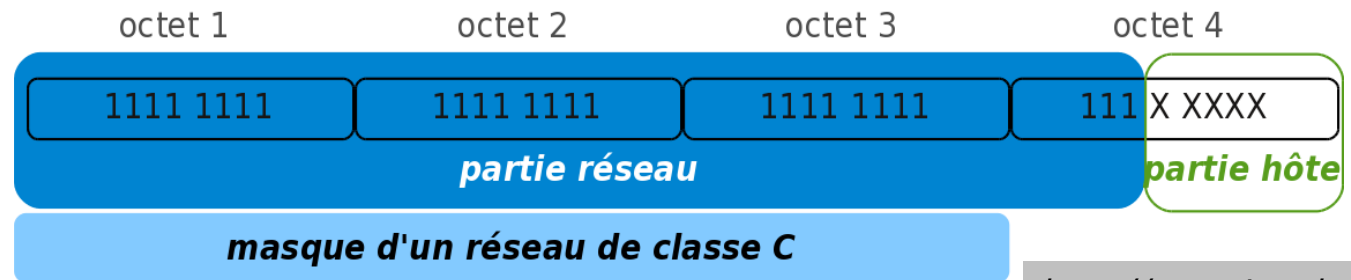 octet 1 octet 2 octet 3 octet 4
1111 1111 1111 1111 1111 1111 111 X XXXX
partie réseau partie hôte
masque d'un réseau de classe C